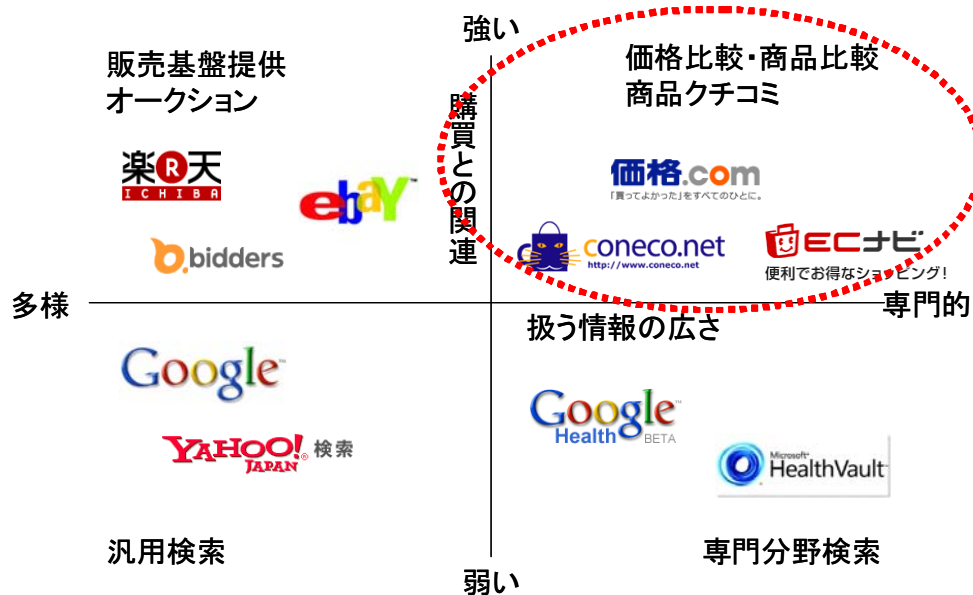 強い
販売基盤提供
オークション
価格比較・商品比較
商品クチコミ
購買との関連
楽R天
ICHIBA
ebaY™
bidders
価格.com
「買ってよかった」をすべてのひとに。
coneco.net
http://www.coneco.net
ECナビ
便利でお得なショッピング!
多様
専門的
扱う情報の広さ
Google™
YAHOO!® 検索
JAPAN
Google™
Health BETA
Microsoft®
HealthVault™
汎用検索
専門分野検索
弱い